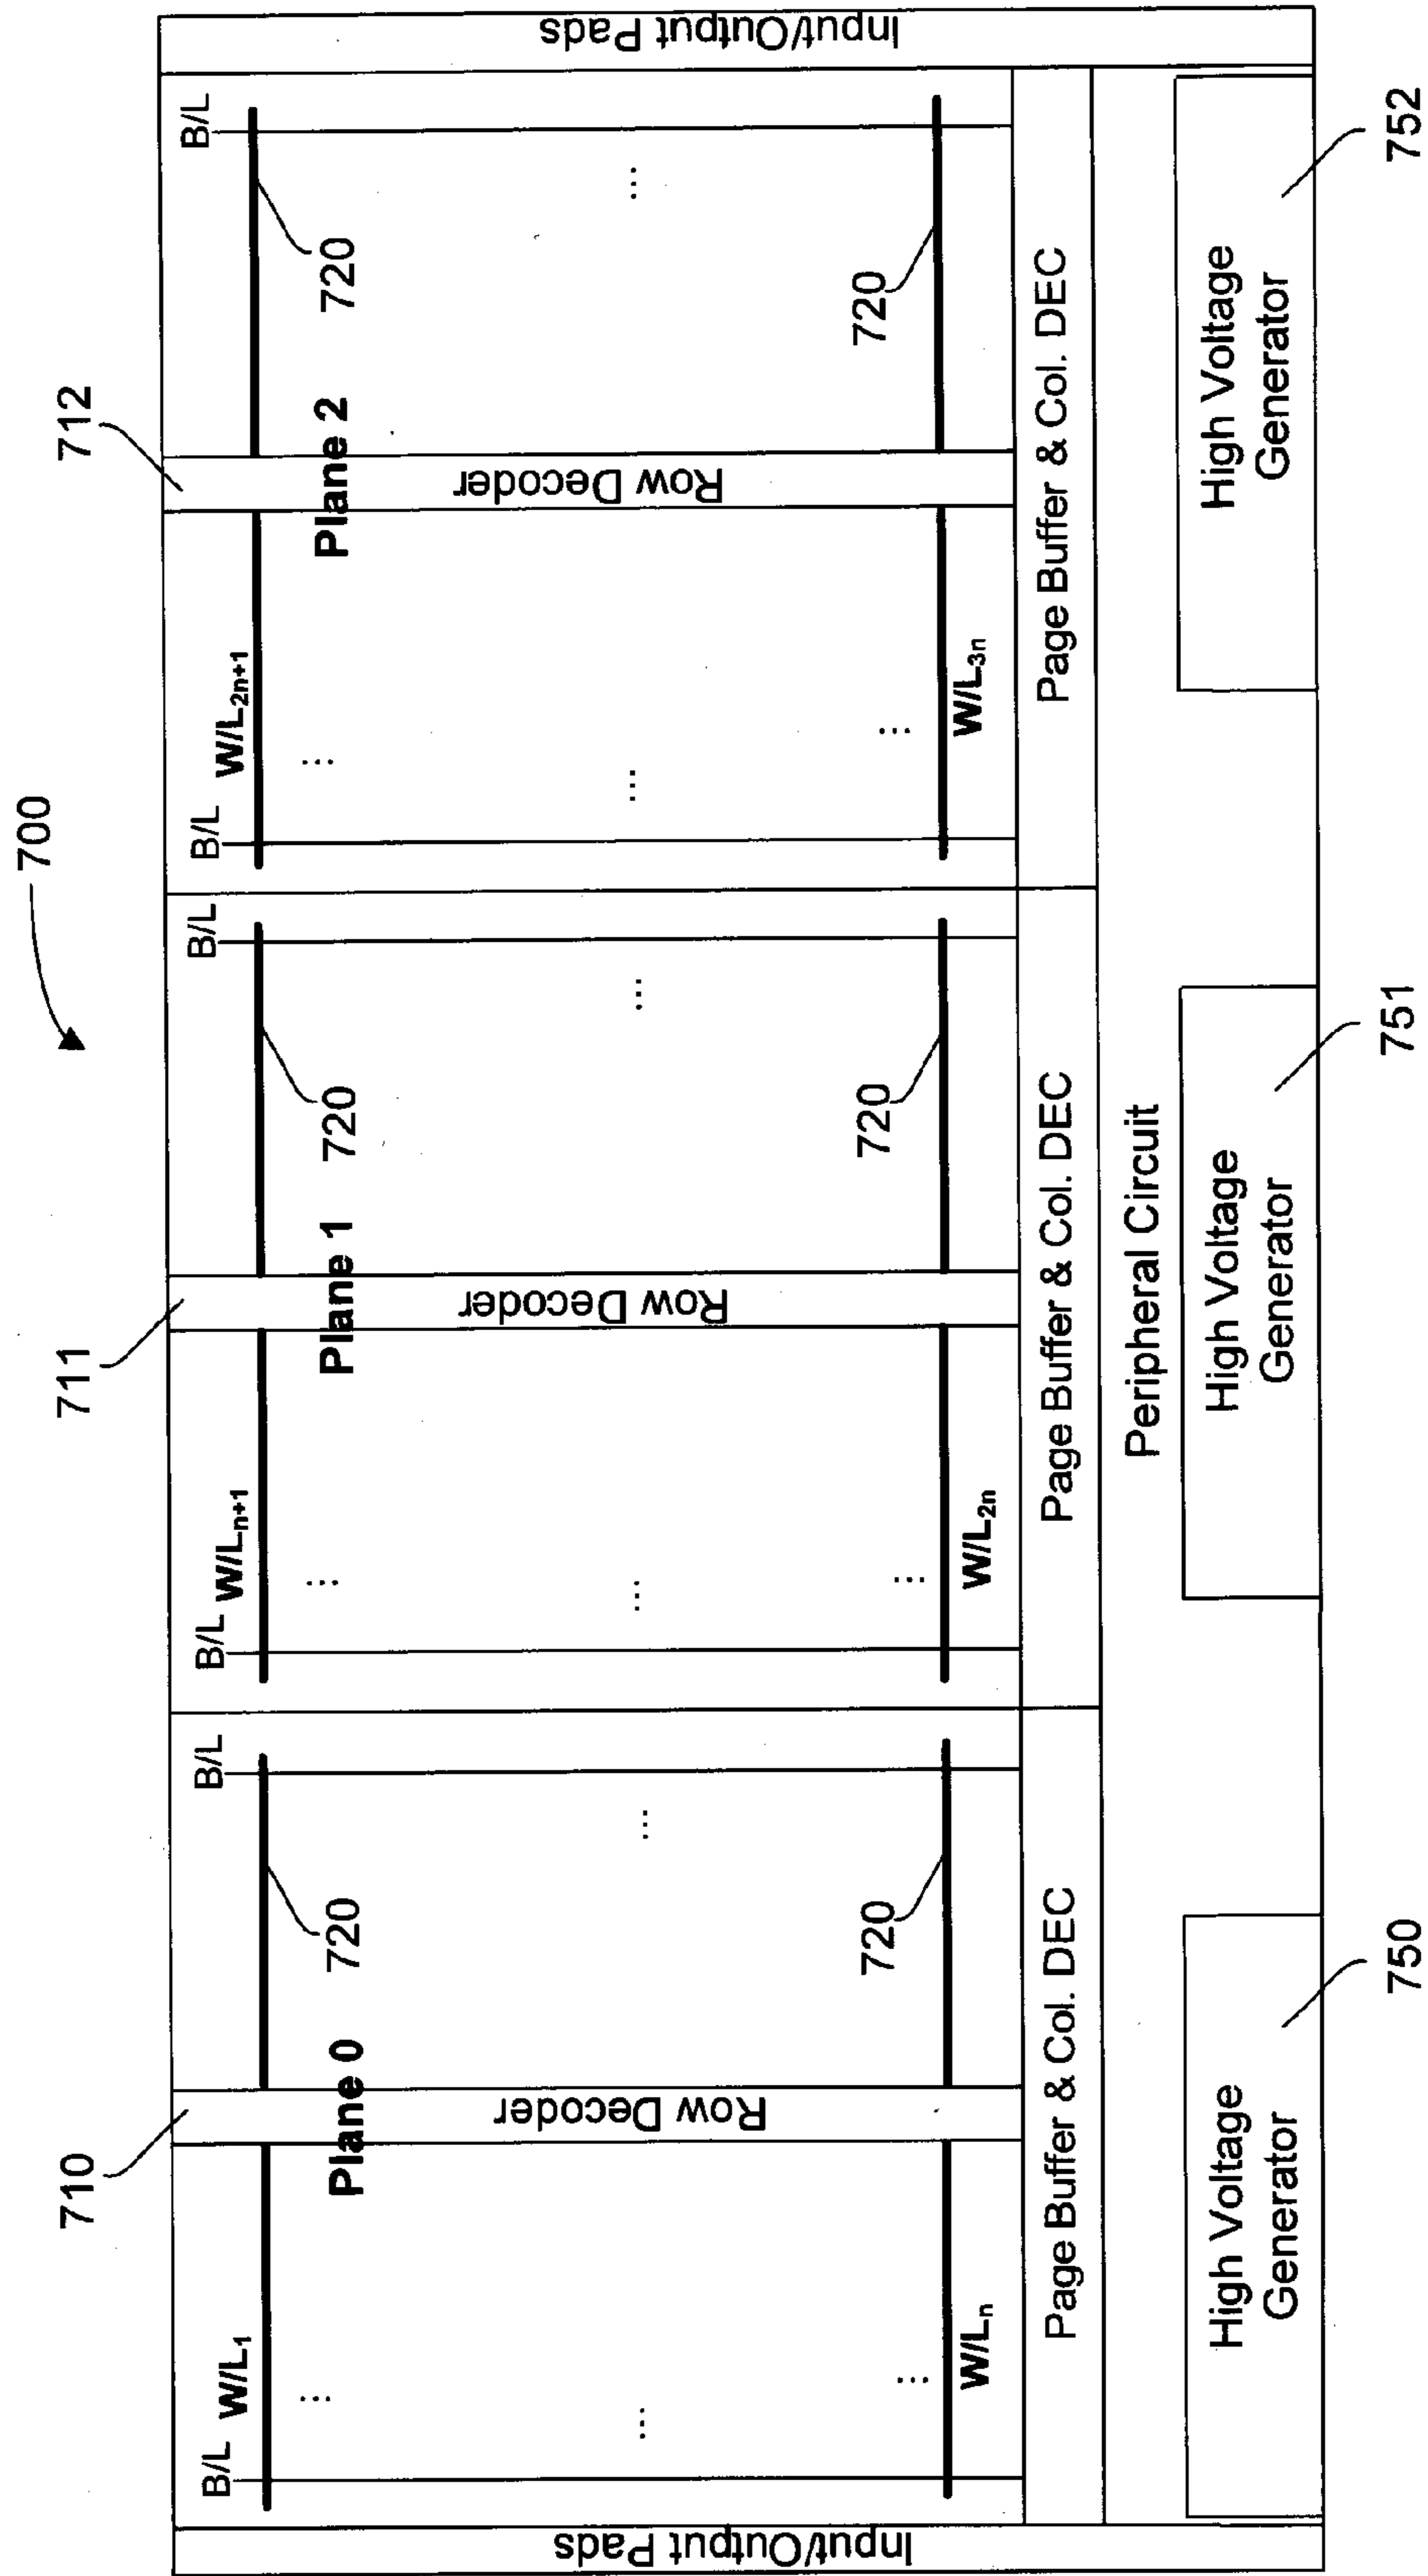 700
710
711
712
Input/Output Pads
B/L
W/L1
B/L
B/L
W/Ln+1
B/L
B/L
W/L2n+1
B/L
Input/Output Pads
720
720
720
Plane 0
Plane 1
Plane 2
...
...
...
Row Decoder
Row Decoder
Row Decoder
...
...
...
...
...
...
...
...
...
720
720
720
W/Ln
W/L2n
W/L3n
Page Buffer & Col. DEC
Page Buffer & Col. DEC
Page Buffer & Col. DEC
Peripheral Circuit
High Voltage
Generator
High Voltage
Generator
High Voltage
Generator
750
751
752